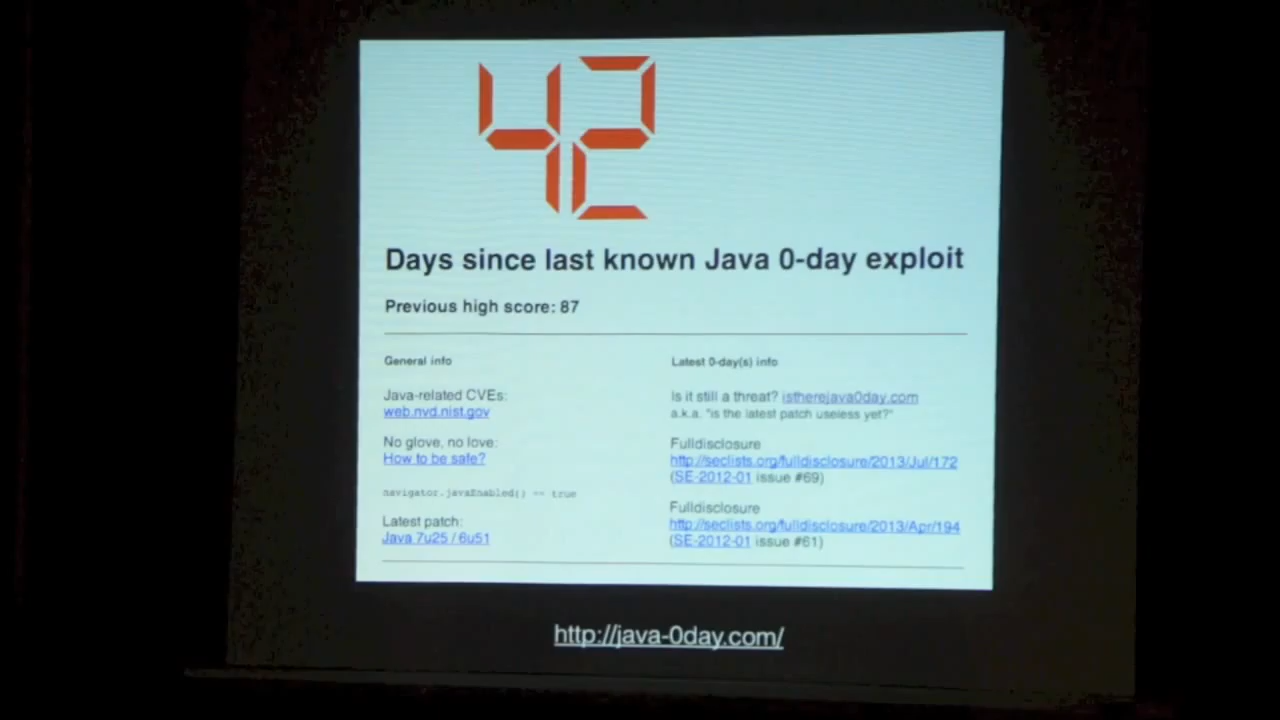 42
Days since last known Java 0-day exploit
Previous high score: 87
General info
Java-related CVEs:
web.nvd.nist.gov
No glove, no love:
How to be safe?
navigator.javaEnabled() == true
Latest patch:
Java 7u25 / 6u51
Latest 0-day(s) info
Is it still a threat? istherejava0day.com
a.k.a. "is the latest patch useless yet?"
Fulldisclosure
http://seclists.org/fulldisclosure/2013/Jul/172
(SE-2012-01 issue #69)
Fulldisclosure
http://seclists.org/fulldisclosure/2013/Apr/194
(SE-2012-01 issue #61)
http://java-0day.com/